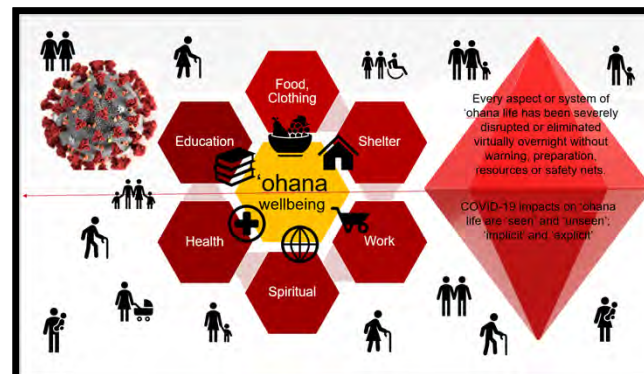 Food,
Clothing
Education
Shelter
‘ohana
wellbeing
Health
Work
Spiritual
Every aspect or system of
‘ohana life has been severely
disrupted or eliminated
virtually overnight without
warning, preparation,
resources or safety nets.
COVID-19 impacts on ‘ohana
life are ‘seen’ and ‘unseen’;
‘implicit’ and ‘explicit’